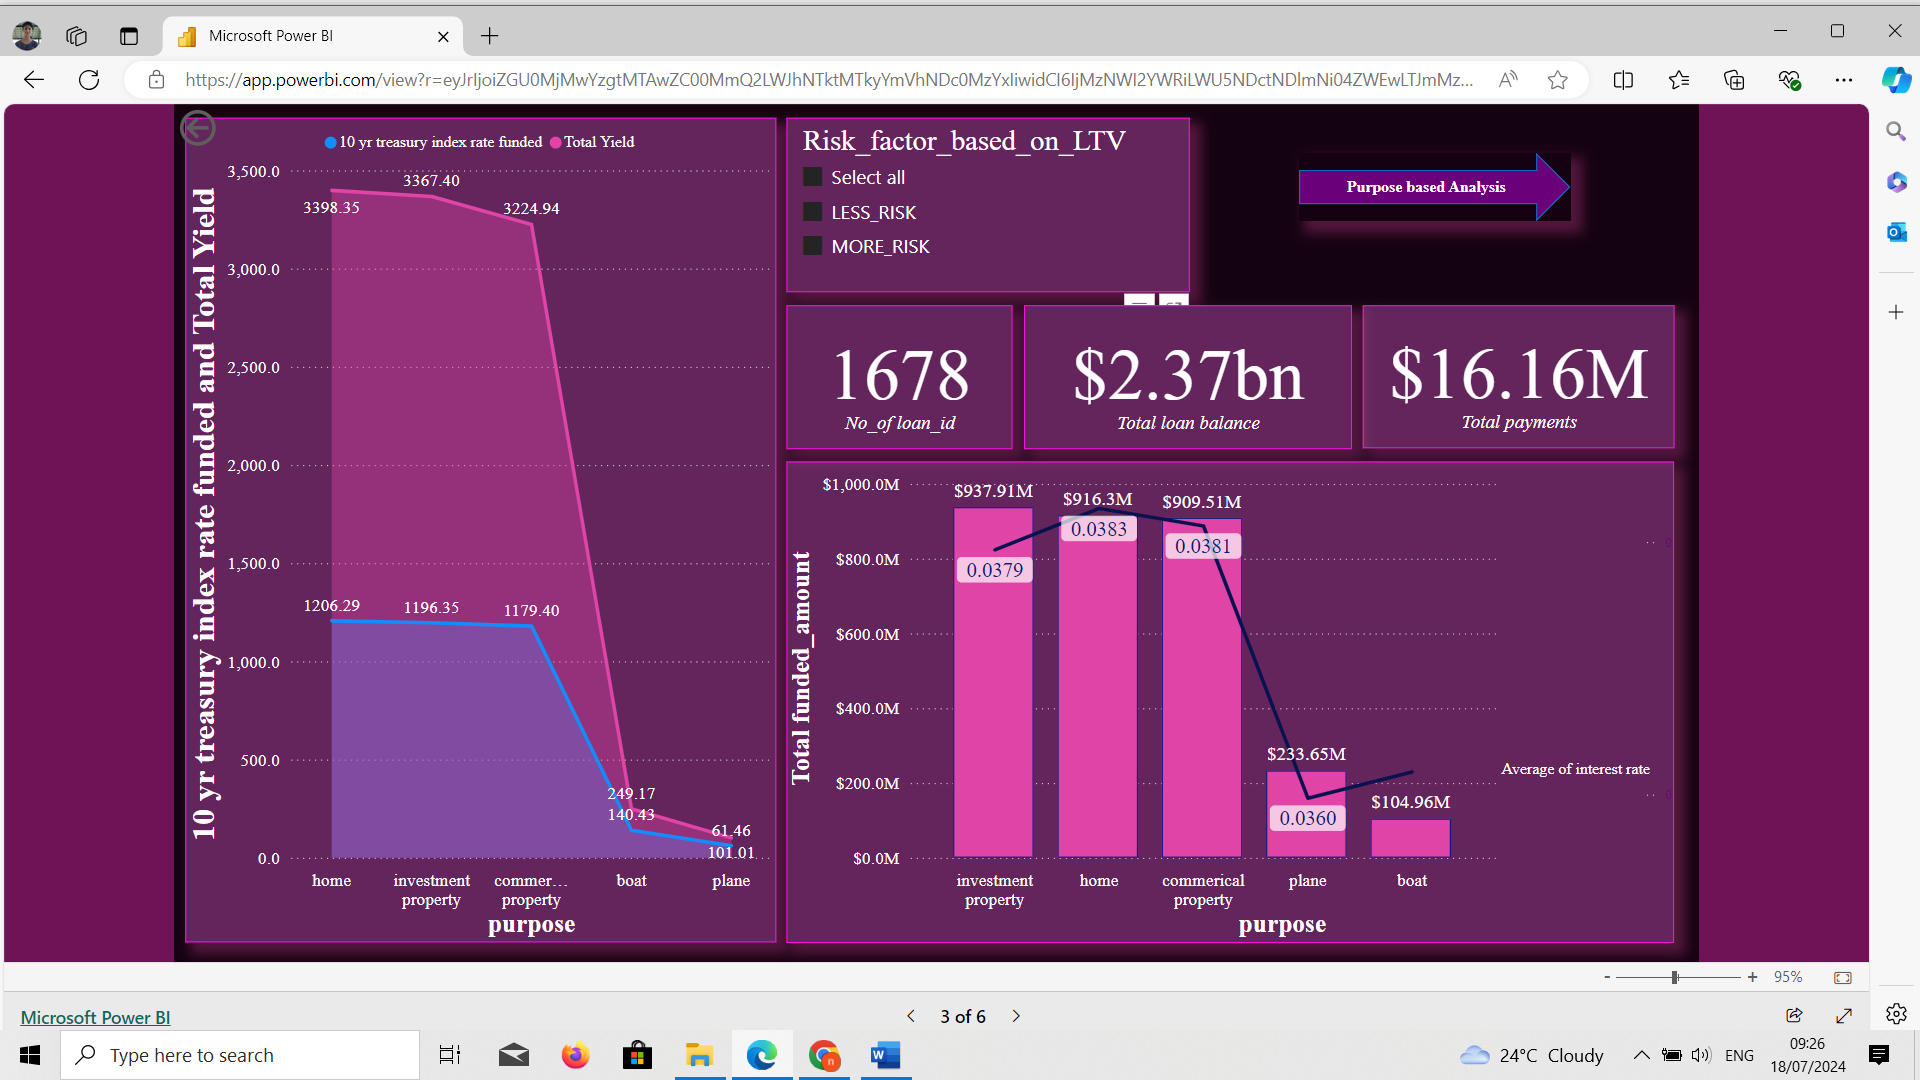 Microsoft Power BI
https://app.powerbi.com/view?r=eyJrIjoiZGU0MjMwYzgtMTAwZC00MmQ2LWJhNTktMTkyYmVhNDc0MzYxIiwidCI6IjMzNWI2YWRiLWU5NDctNDlmNi04ZWEwLTJmMz...
10 yr treasury index rate funded
Total Yield
10 yr treasury index rate funded and Total Yield
3,500.0
3,000.0
2,500.0
2,000.0
1,500.0
1,000.0
500.0
0.0
3398.35
3367.40
3224.94
1206.29
1196.35
1179.40
249.17
140.43
61.46
101.01
home
investment
property
commer...
property
boat
plane
purpose
Risk_factor_based_on_LTV
Select all
LESS_RISK
MORE_RISK
Purpose based Analysis
1678
No_of loan_id
$2.37bn
Total loan balance
$16.16M
Total payments
Total funded_amount
$1,000.0M
$800.0M
$600.0M
$400.0M
$200.0M
$0.0M
$937.91M
$916.3M
$909.51M
$233.65M
$104.96M
0.0379
0.0383
0.0381
0.0360
Average of interest rate
investment
property
home
commerical
property
plane
boat
purpose
- + 95%
Microsoft Power BI
3 of 6
Type here to search
24°C Cloudy
ENG
09:26
18/07/2024